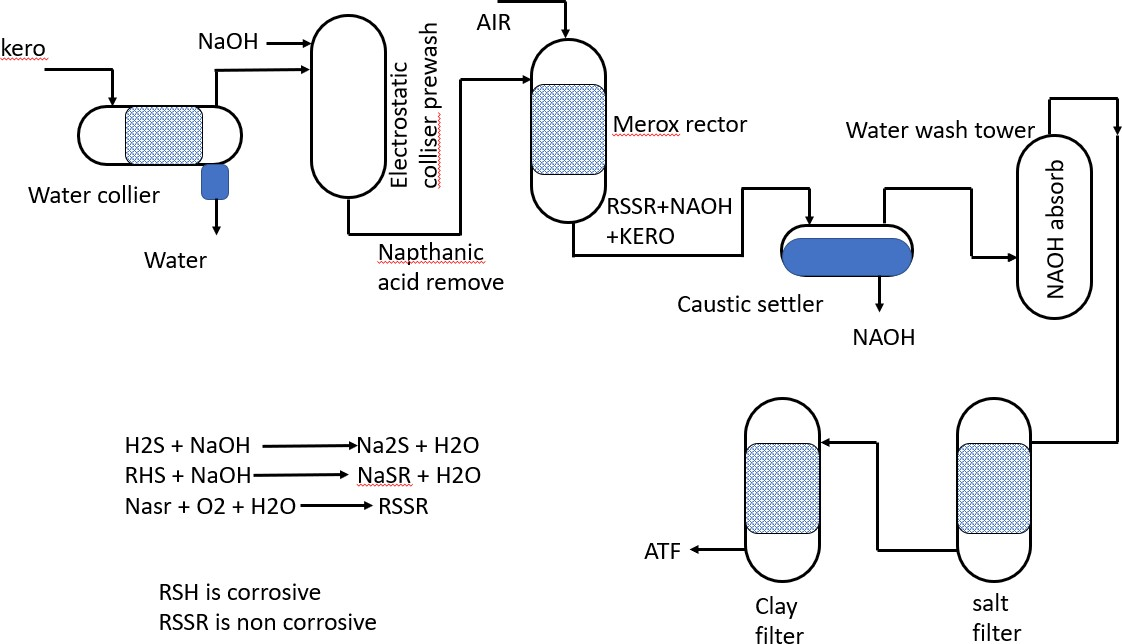 kero
NaOH
AIR
Electrostatic
colliser prewash
Merox rector
Water wash tower
Water collier
Water
RSSR+NAOH
+KERO
NAOH absorb
Napthanic
acid remove
Caustic settler
NAOH
H2S + NaOH Na2S + H2O
RHS + NaOH NaSR + H2O
Nasr + O2 + H2O RSSR
ATF
RSH is corrosive
RSSR is non corrosive
Clay
filter
salt
filter